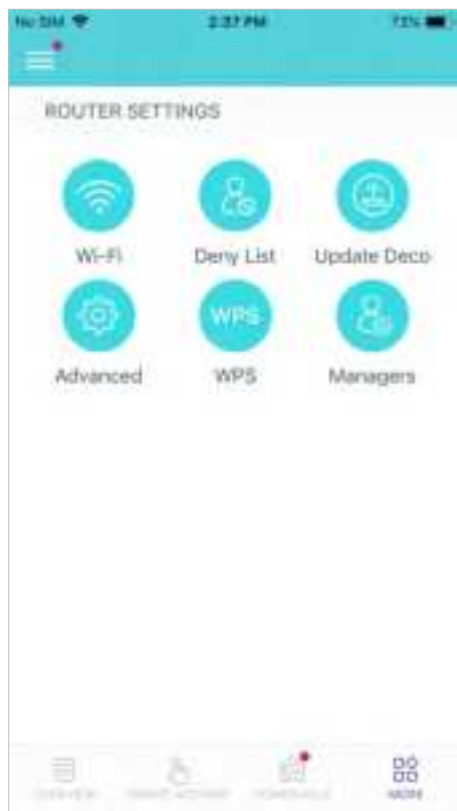 No SIM 2:37 PM 73%
ROUTER SETTINGS
Wi-Fi Deny List Update Deco
WPS
Advanced WPS Managers
OVERVIEW MORE